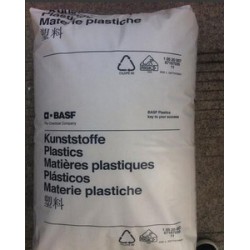 Materie plastiche
塑料
BASF
The Chemical Company
BASF Plastics
key to your success
Kunststoffe
Plastics
Matières plastiques
Plásticos
Materie plastiche
塑料